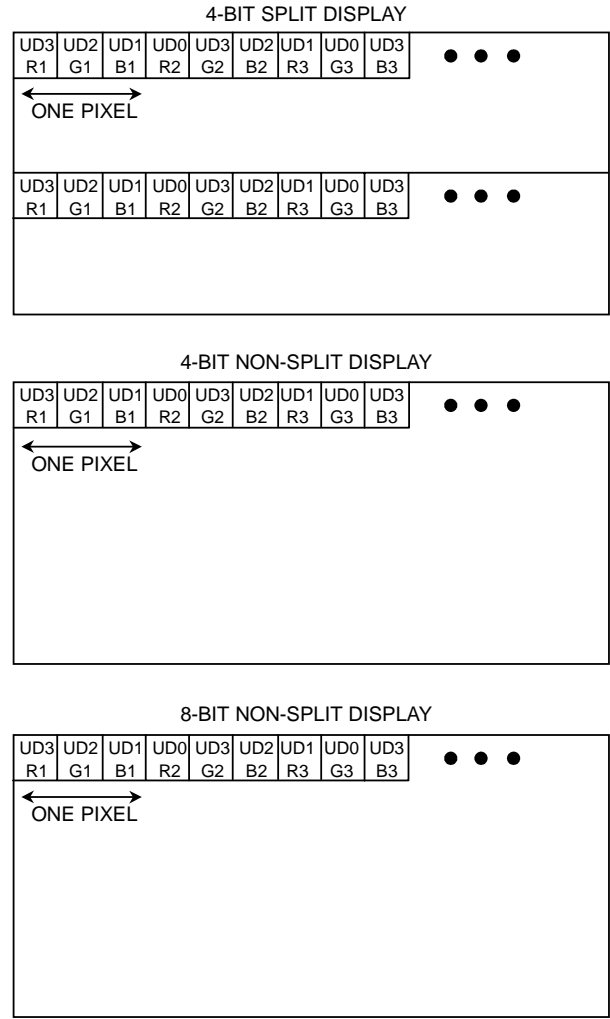 4-BIT SPLIT DISPLAY
UD3 UD2 UD1 UD0 UD3 UD2 UD1 UD0 UD3
R1 G1 B1 R2 G2 B2 R3 G3 B3
ONE PIXEL
UD3 UD2 UD1 UD0 UD3 UD2 UD1 UD0 UD3
R1 G1 B1 R2 G2 B2 R3 G3 B3
4-BIT NON-SPLIT DISPLAY
UD3 UD2 UD1 UD0 UD3 UD2 UD1 UD0 UD3
R1 G1 B1 R2 G2 B2 R3 G3 B3
ONE PIXEL
8-BIT NON-SPLIT DISPLAY
UD3 UD2 UD1 UD0 UD3 UD2 UD1 UD0 UD3
R1 G1 B1 R2 G2 B2 R3 G3 B3
ONE PIXEL